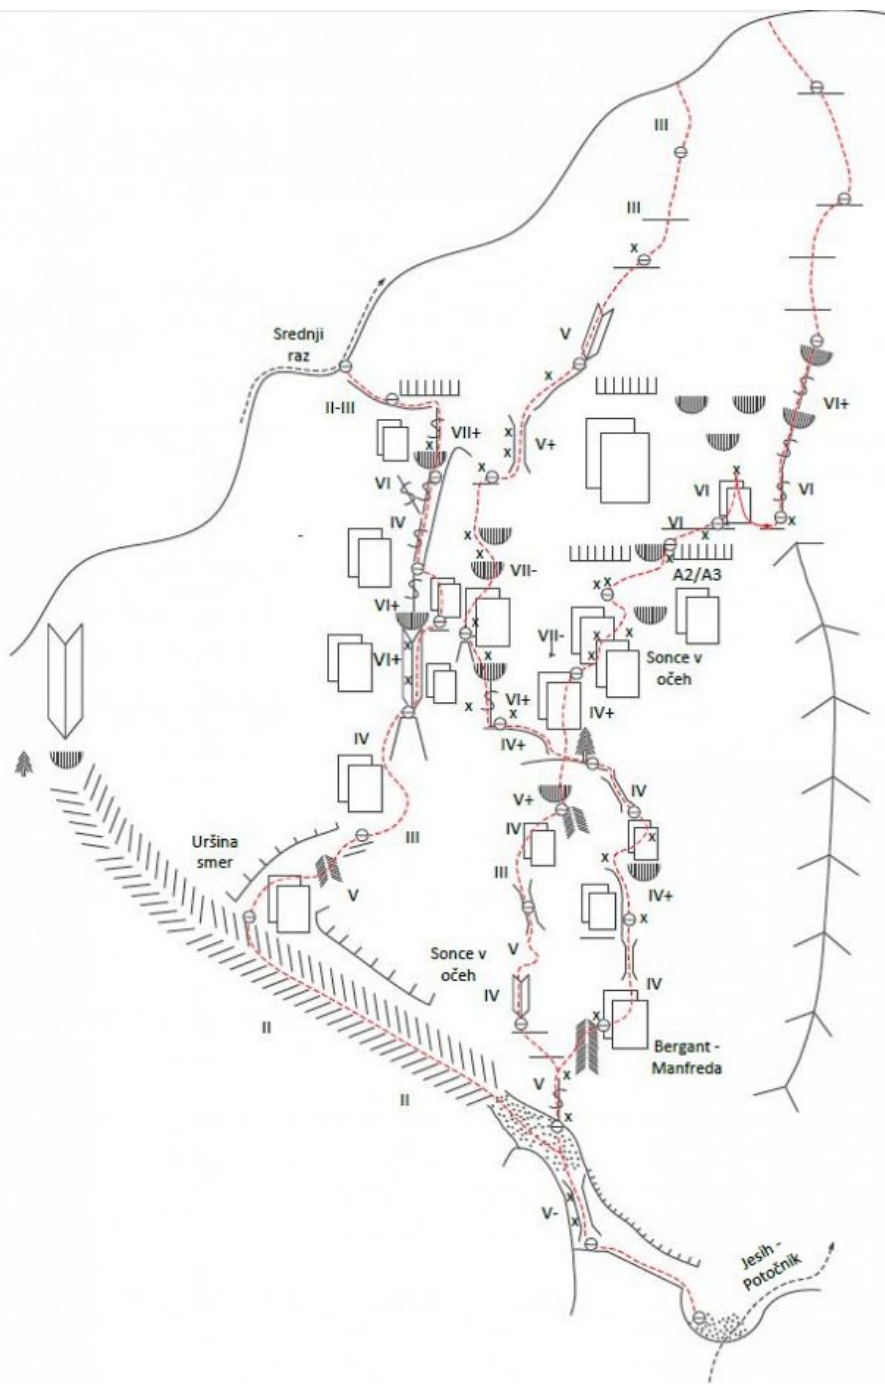 III
III
x
Srednji
raz
V
x
II-III
VII+
x
x
x
V+
x
VI+
VI
IV
x
VI
x
VI
VI
x
x
x
x
VII-
x
A2/A3
VI+
x x
x
VI+
x
x
x
VII-
x
x
Sonce v
očeh
x
VI+
x
x
IV+
IV
IV+
V+
IV
x
IV
x
Uršina
smer
III
III
x
V
IV+
x
V
Sonce v
očeh
IV
IV
x
II
Bergant -
Manfreda
V
x
II
x
V-
x
x
Jesih -
Potočnik